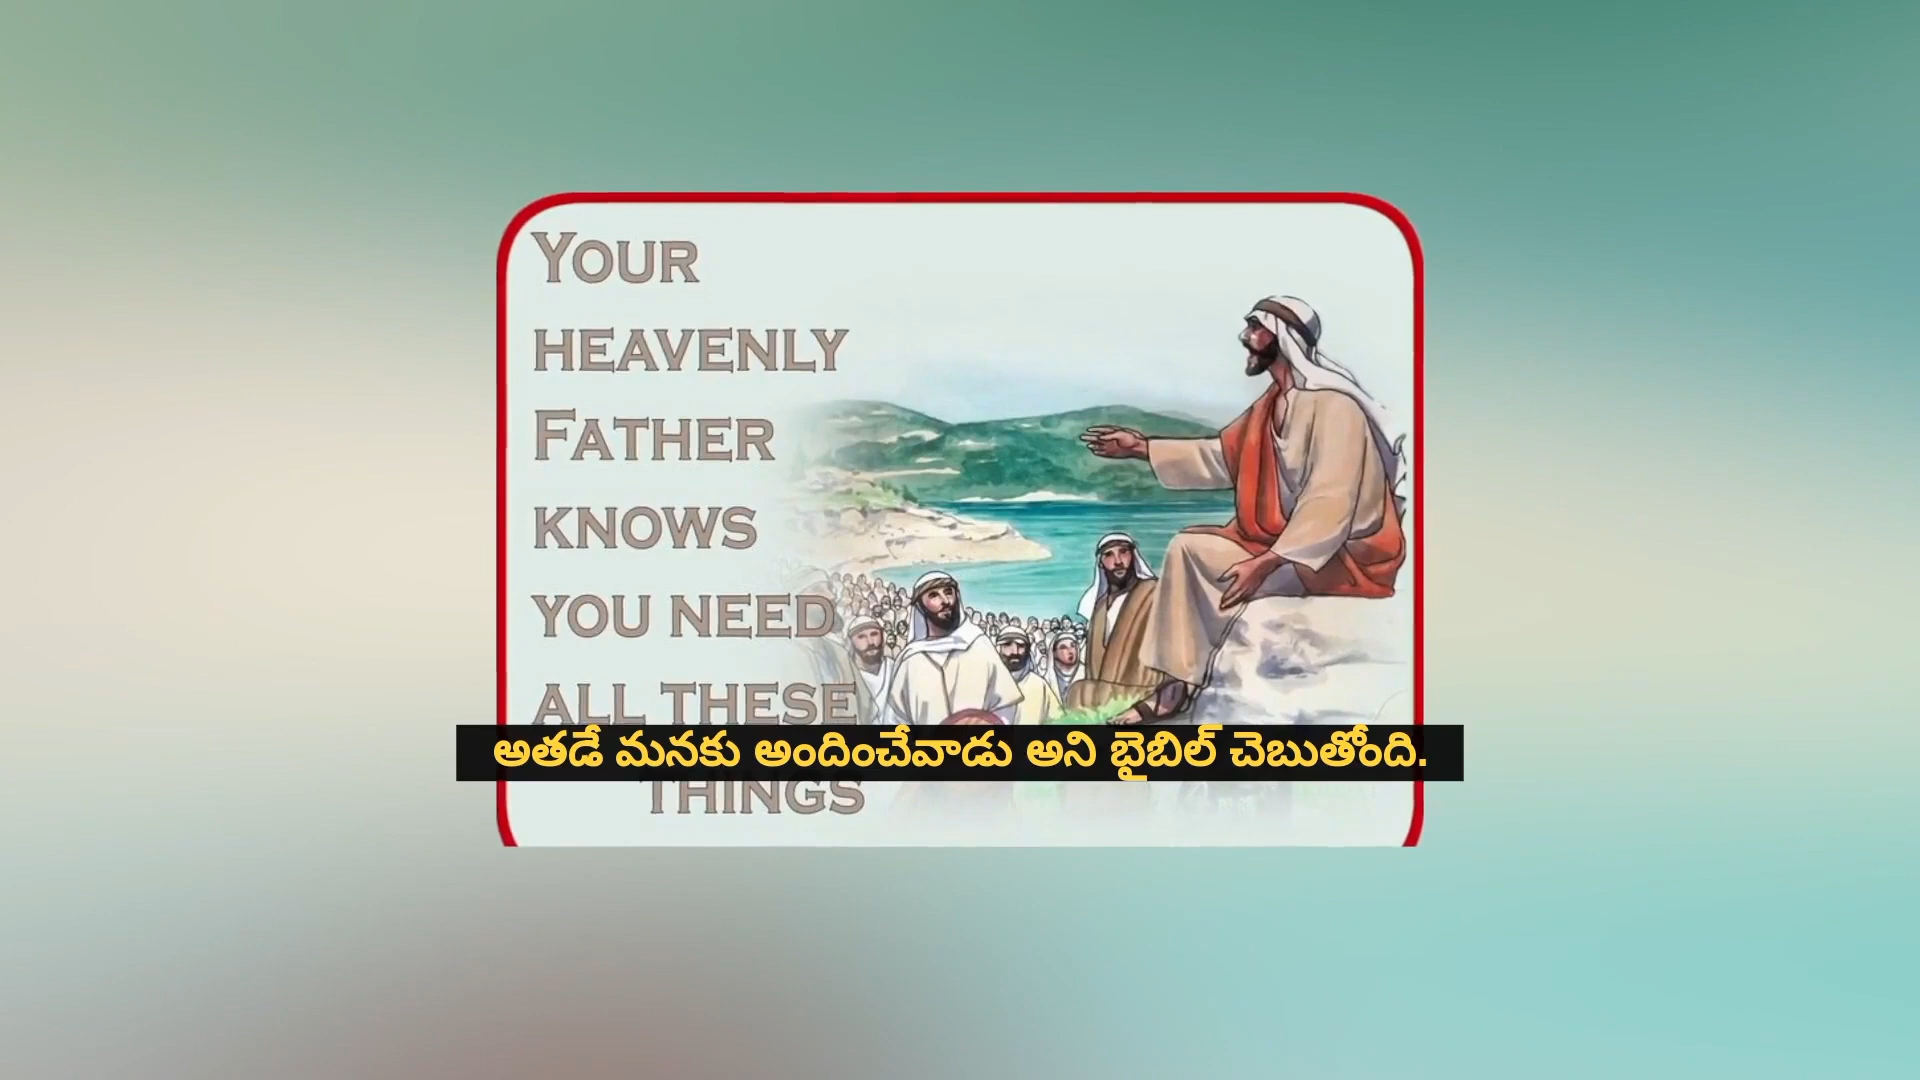 YOUR
HEAVENLY
FATHER
KNOWS
YOU NEED
ALL THESE
అతడే మనకు అందించేవాడు అని బైబిల్ చెబుతోంది.
THINGS